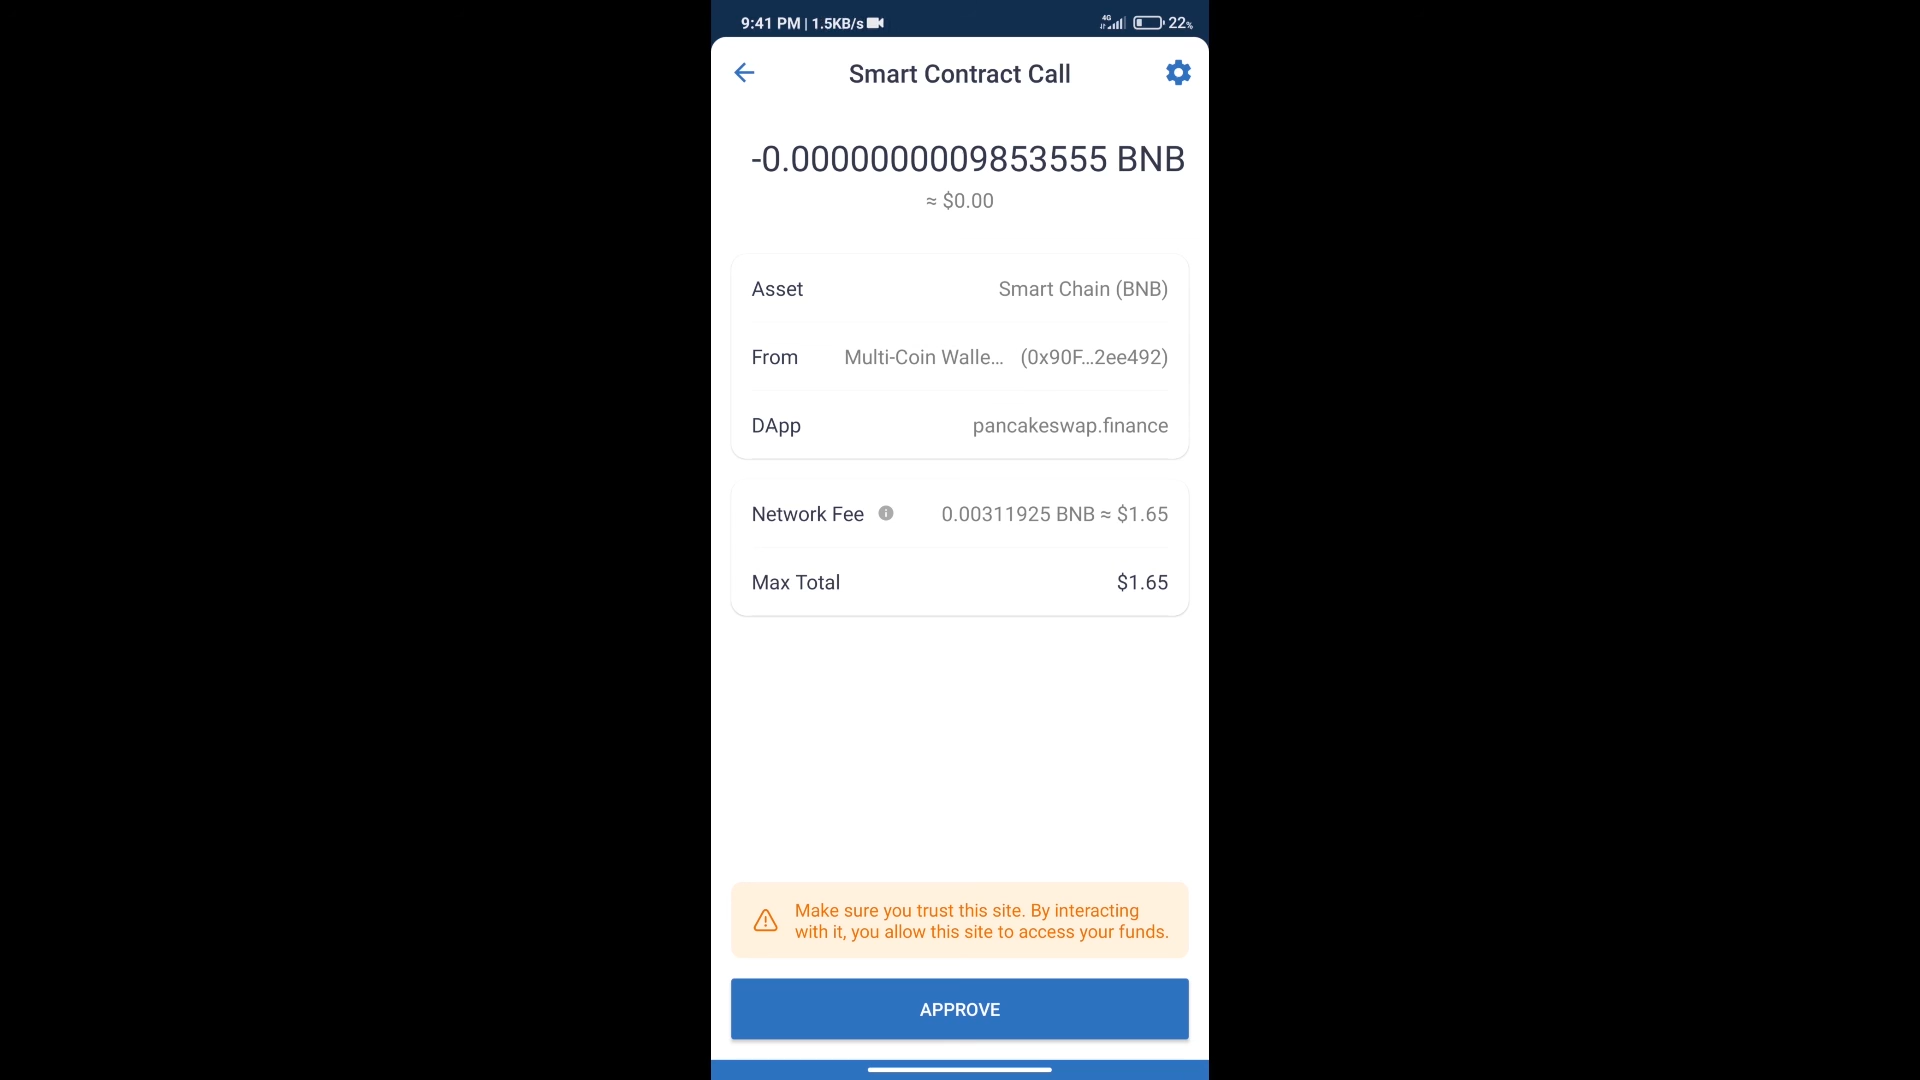 9:41 PM | 1.5KB/s 4G 22%
Smart Contract Call
-0.0000000009853555 BNB
≈ $0.00
Asset Smart Chain (BNB)
From Multi-Coin Walle... (0x90F...2ee492)
DApp pancakeswap.finance
Network Fee 0.00311925 BNB ≈ $1.65
Max Total $1.65
Make sure you trust this site. By interacting
with it, you allow this site to access your funds.
APPROVE